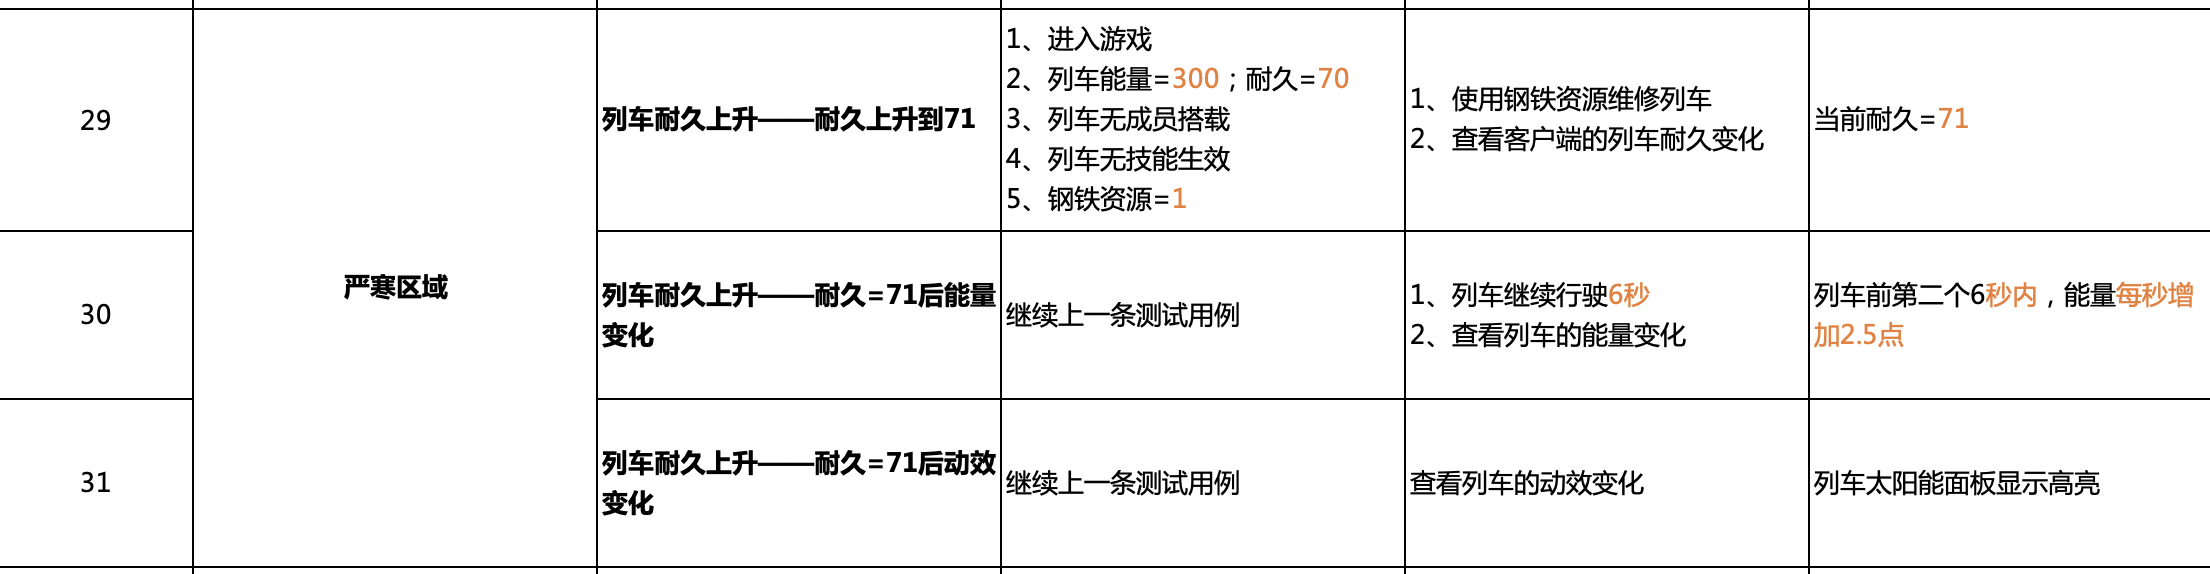 29
严寒区域
列车耐久上升——耐久上升到71
1、进入游戏
2、列车能量=300；耐久=70
3、列车无成员搭载
4、列车无技能生效
5、钢铁资源=1
1、使用钢铁资源维修列车
2、查看客户端的列车耐久变化
当前耐久=71
30
列车耐久上升——耐久=71后能量
变化
继续上一条测试用例
1、列车继续行驶6秒
2、查看列车的能量变化
列车前第二个6秒内，能量每秒增
加2.5点
31
列车耐久上升——耐久=71后动效
变化
继续上一条测试用例
查看列车的动效变化
列车太阳能面板显示高亮